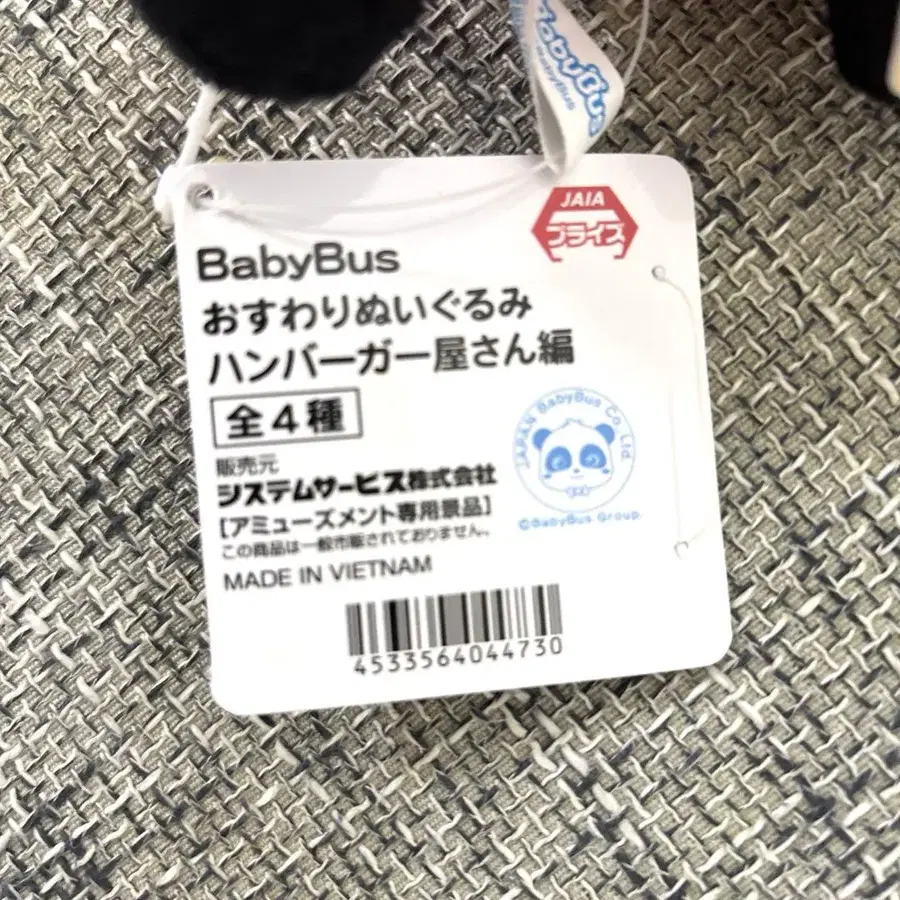 BabyBus
BabyBus
JAIA
プライズ
BabyBus
おすわりぬいぐるみ
ハンバーガー屋さん編
全4種
JAPAN BabyBus Co.,Ltd.
©BabyBus Group.
販売元
システムサービス株式会社
[アミューズメント専用景品]
この商品は一般市販されておりません。
MADE IN VIETNAM
4533564044730